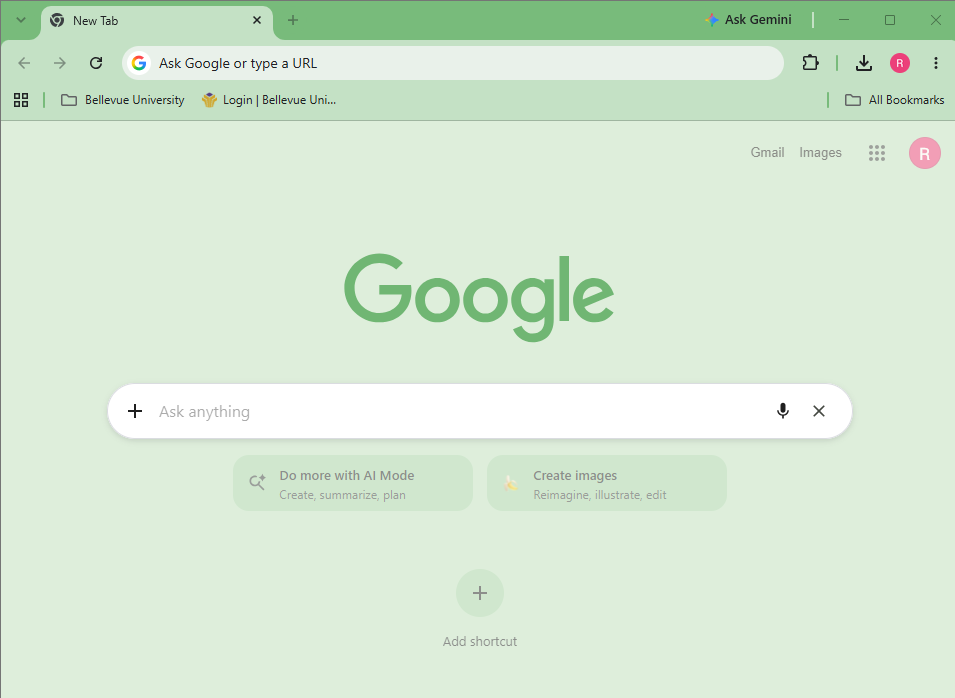 New Tab
Ask Gemini
Ask Google or type a URL
R
Bellevue University
Login | Bellevue Uni...
All Bookmarks
Gmail
Images
R
Google
Ask anything
Do more with AI Mode
Create, summarize, plan
Create images
Reimagine, illustrate, edit
Add shortcut